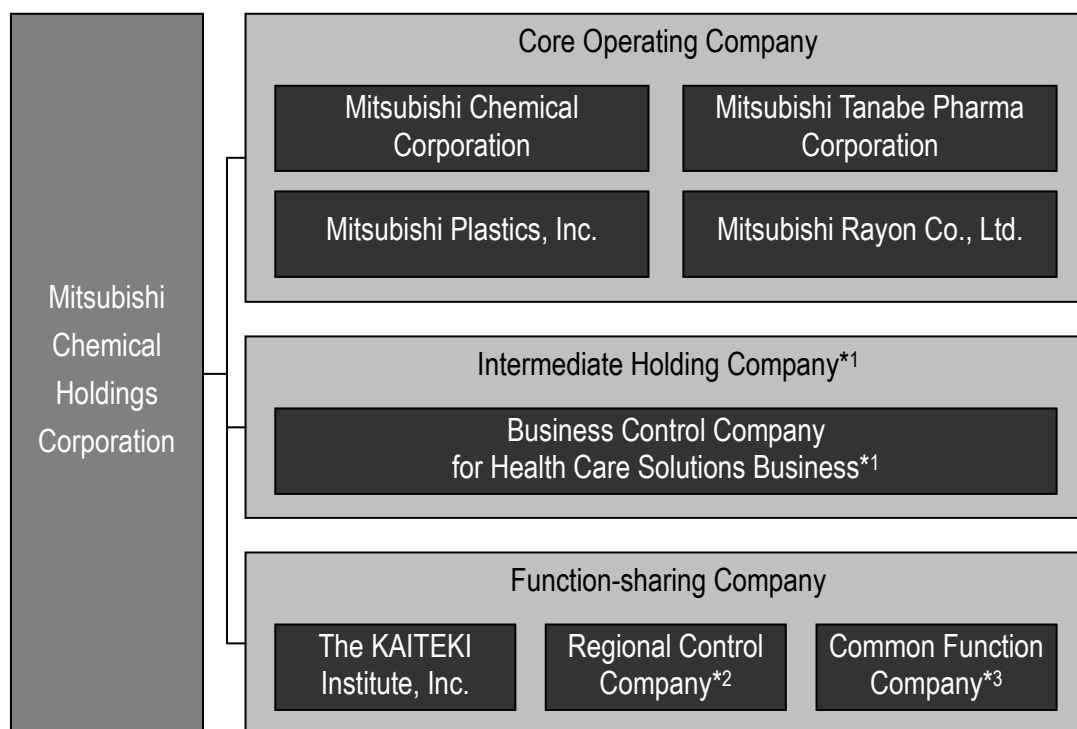 Mitsubishi
Chemical
Holdings
Corporation
Core Operating Company
Mitsubishi Chemical
Corporation
Mitsubishi Tanabe Pharma
Corporation
Mitsubishi Plastics, Inc.
Mitsubishi Rayon Co., Ltd.
Intermediate Holding Company*1
Business Control Company
for Health Care Solutions Business*1
Function-sharing Company
The KAITEKI
Institute, Inc.
Regional Control
Company*2
Common Function
Company*3